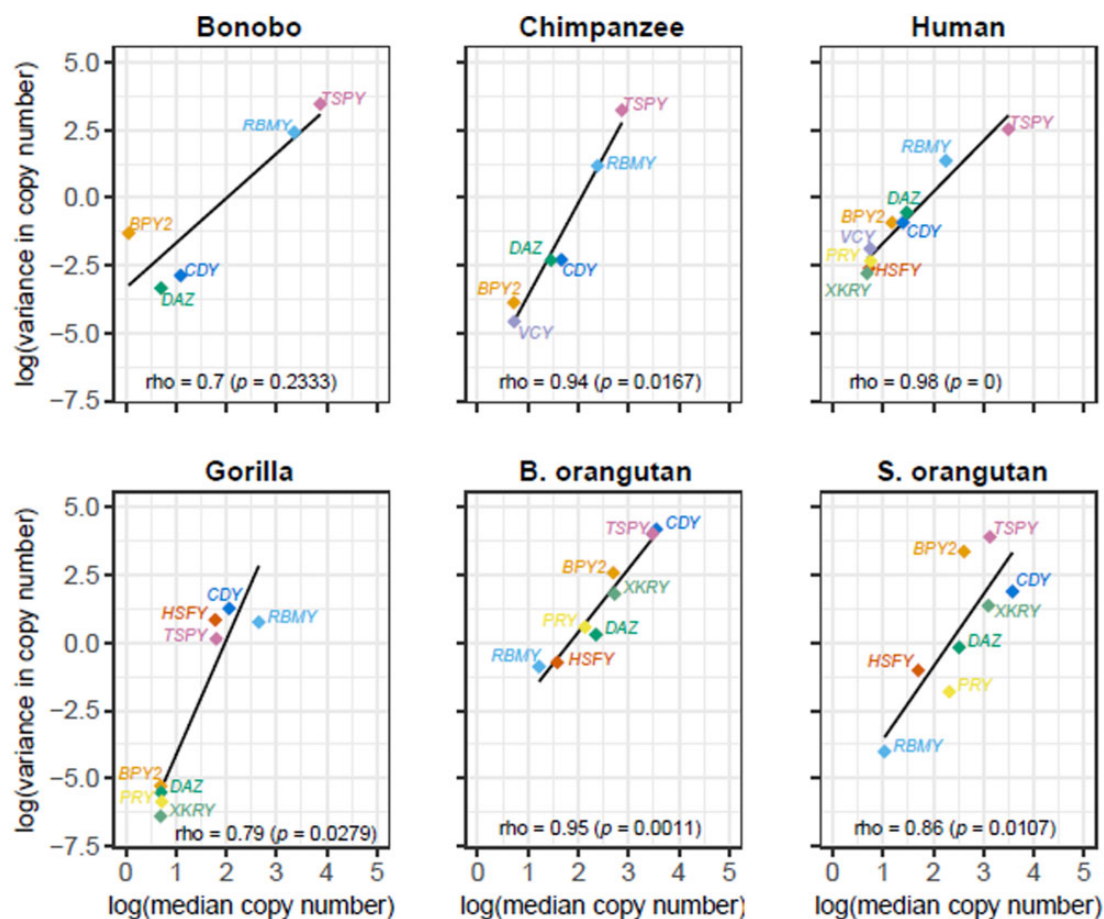 Bonobo
Chimpanzee
Human
log(variance in copy number)
5.0
2.5
0.0
−2.5
−5.0
−7.5
TSPY
RBMY
BPY2
CDY
DAZ
rho = 0.7 (p = 0.2333)
TSPY
RBMY
DAZ
CDY
BPY2
VCY
rho = 0.94 (p = 0.0167)
TSPY
RBMY
DAZ
BPY2
CDY
VCY
PRY
HSFY
XKRY
rho = 0.98 (p = 0)
Gorilla
B. orangutan
S. orangutan
log(variance in copy number)
5.0
2.5
0.0
−2.5
−5.0
−7.5
CDY
HSFY
RBMY
TSPY
BPY2
DAZ
PRY
XKRY
rho = 0.79 (p = 0.0279)
TSPY
CDY
BPY2
XKRY
PRY
DAZ
RBMY
HSFY
rho = 0.95 (p = 0.0011)
TSPY
BPY2
CDY
XKRY
DAZ
HSFY
PRY
RBMY
rho = 0.86 (p = 0.0107)
0 1 2 3 4 5
0 1 2 3 4 5
0 1 2 3 4 5
log(median copy number)
log(median copy number)
log(median copy number)